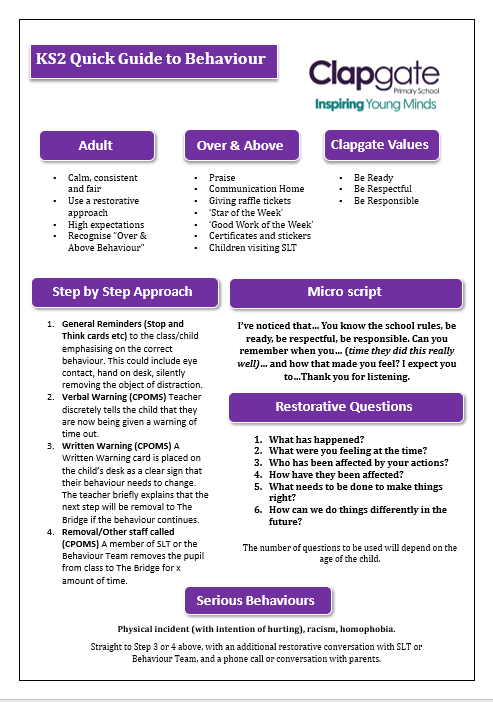 KS2 Quick Guide to Behaviour
Clapgate
Primary School
Inspiring Young Minds
Adult
• Calm, consistent
and fair
• Use a restorative
approach
• High expectations
• Recognise “Over &
Above Behaviour”
Over & Above
• Praise
• Communication Home
• Giving raffle tickets
• ‘Star of the Week’
• ‘Good Work of the Week’
• Certificates and stickers
• Children visiting SLT
Clapgate Values
• Be Ready
• Be Respectful
• Be Responsible
Step by Step Approach
1. General Reminders (Stop and
Think cards etc) to the class/child
emphasising on the correct
behaviour. This could include eye
contact, hand on desk, silently
removing the object of distraction.
2. Verbal Warning (CPOMS) Teacher
discretely tells the child that they
are now being given a warning of
time out.
3. Written Warning (CPOMS) A
Written Warning card is placed on
the child’s desk as a clear sign that
their behaviour needs to change.
The teacher briefly explains that the
next step will be removal to The
Bridge if the behaviour continues.
4. Removal/Other staff called
(CPOMS) A member of SLT or the
Behaviour Team removes the pupil
from class to The Bridge for x
amount of time.
Micro script
I’ve noticed that… You know the school rules, be
ready, be respectful, be responsible. Can you
remember when you… (time they did this really
well)… and how that made you feel? I expect you
to…Thank you for listening.
Restorative Questions
1. What has happened?
2. What were you feeling at the time?
3. Who has been affected by your actions?
4. How have they been affected?
5. What needs to be done to make things
right?
6. How can we do things differently in the
future?
The number of questions to be used will depend on the
age of the child.
Serious Behaviours
Physical incident (with intention of hurting), racism, homophobia.
Straight to Step 3 or 4 above, with an additional restorative conversation with SLT or
Behaviour Team, and a phone call or conversation with parents.